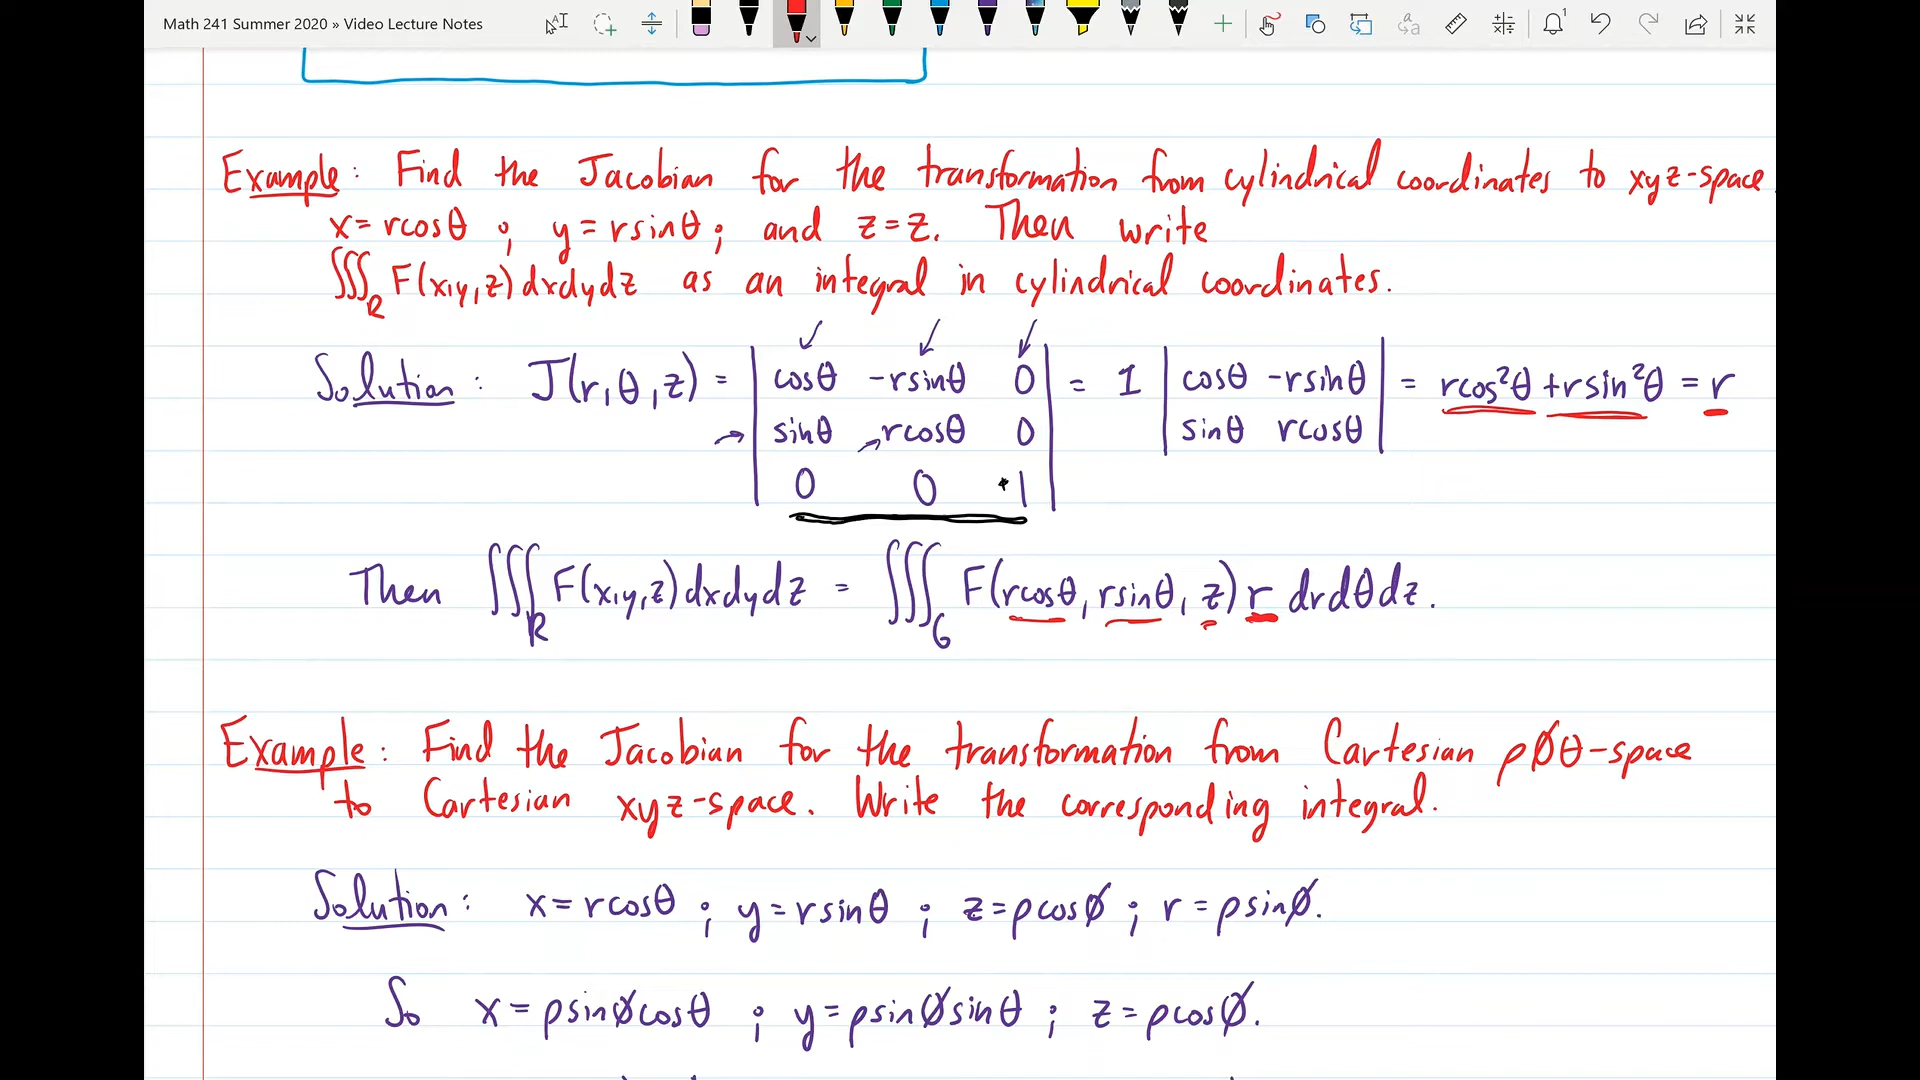 Math 241 Summer 2020 » Video Lecture Notes
Example: Find the Jacobian for the transformation from cylindrical coordinates to xyz-space
x = rcosθ ; y = rsinθ ; and z = z. Then write
∭_R F(x,y,z) dxdydz as an integral in cylindrical coordinates.
Solution: J(r,θ,z) = | cosθ -rsinθ 0 | = 1 | cosθ -rsinθ | = rcos²θ + rsin²θ = r
sinθ rcosθ 0 | sinθ rcosθ
0 0 1
Then ∭_R F(x,y,z) dxdydz = ∭_G F(rcosθ, rsinθ, z) r drdθdz.
Example: Find the Jacobian for the transformation from Cartesian ρØθ-space
to Cartesian xyz-space. Write the corresponding integral.
Solution: x = rcosθ ; y = rsinθ ; z = ρcosØ ; r = ρsinØ.
So x = ρsinØcosθ ; y = ρsinØsinθ ; z = ρcosØ.